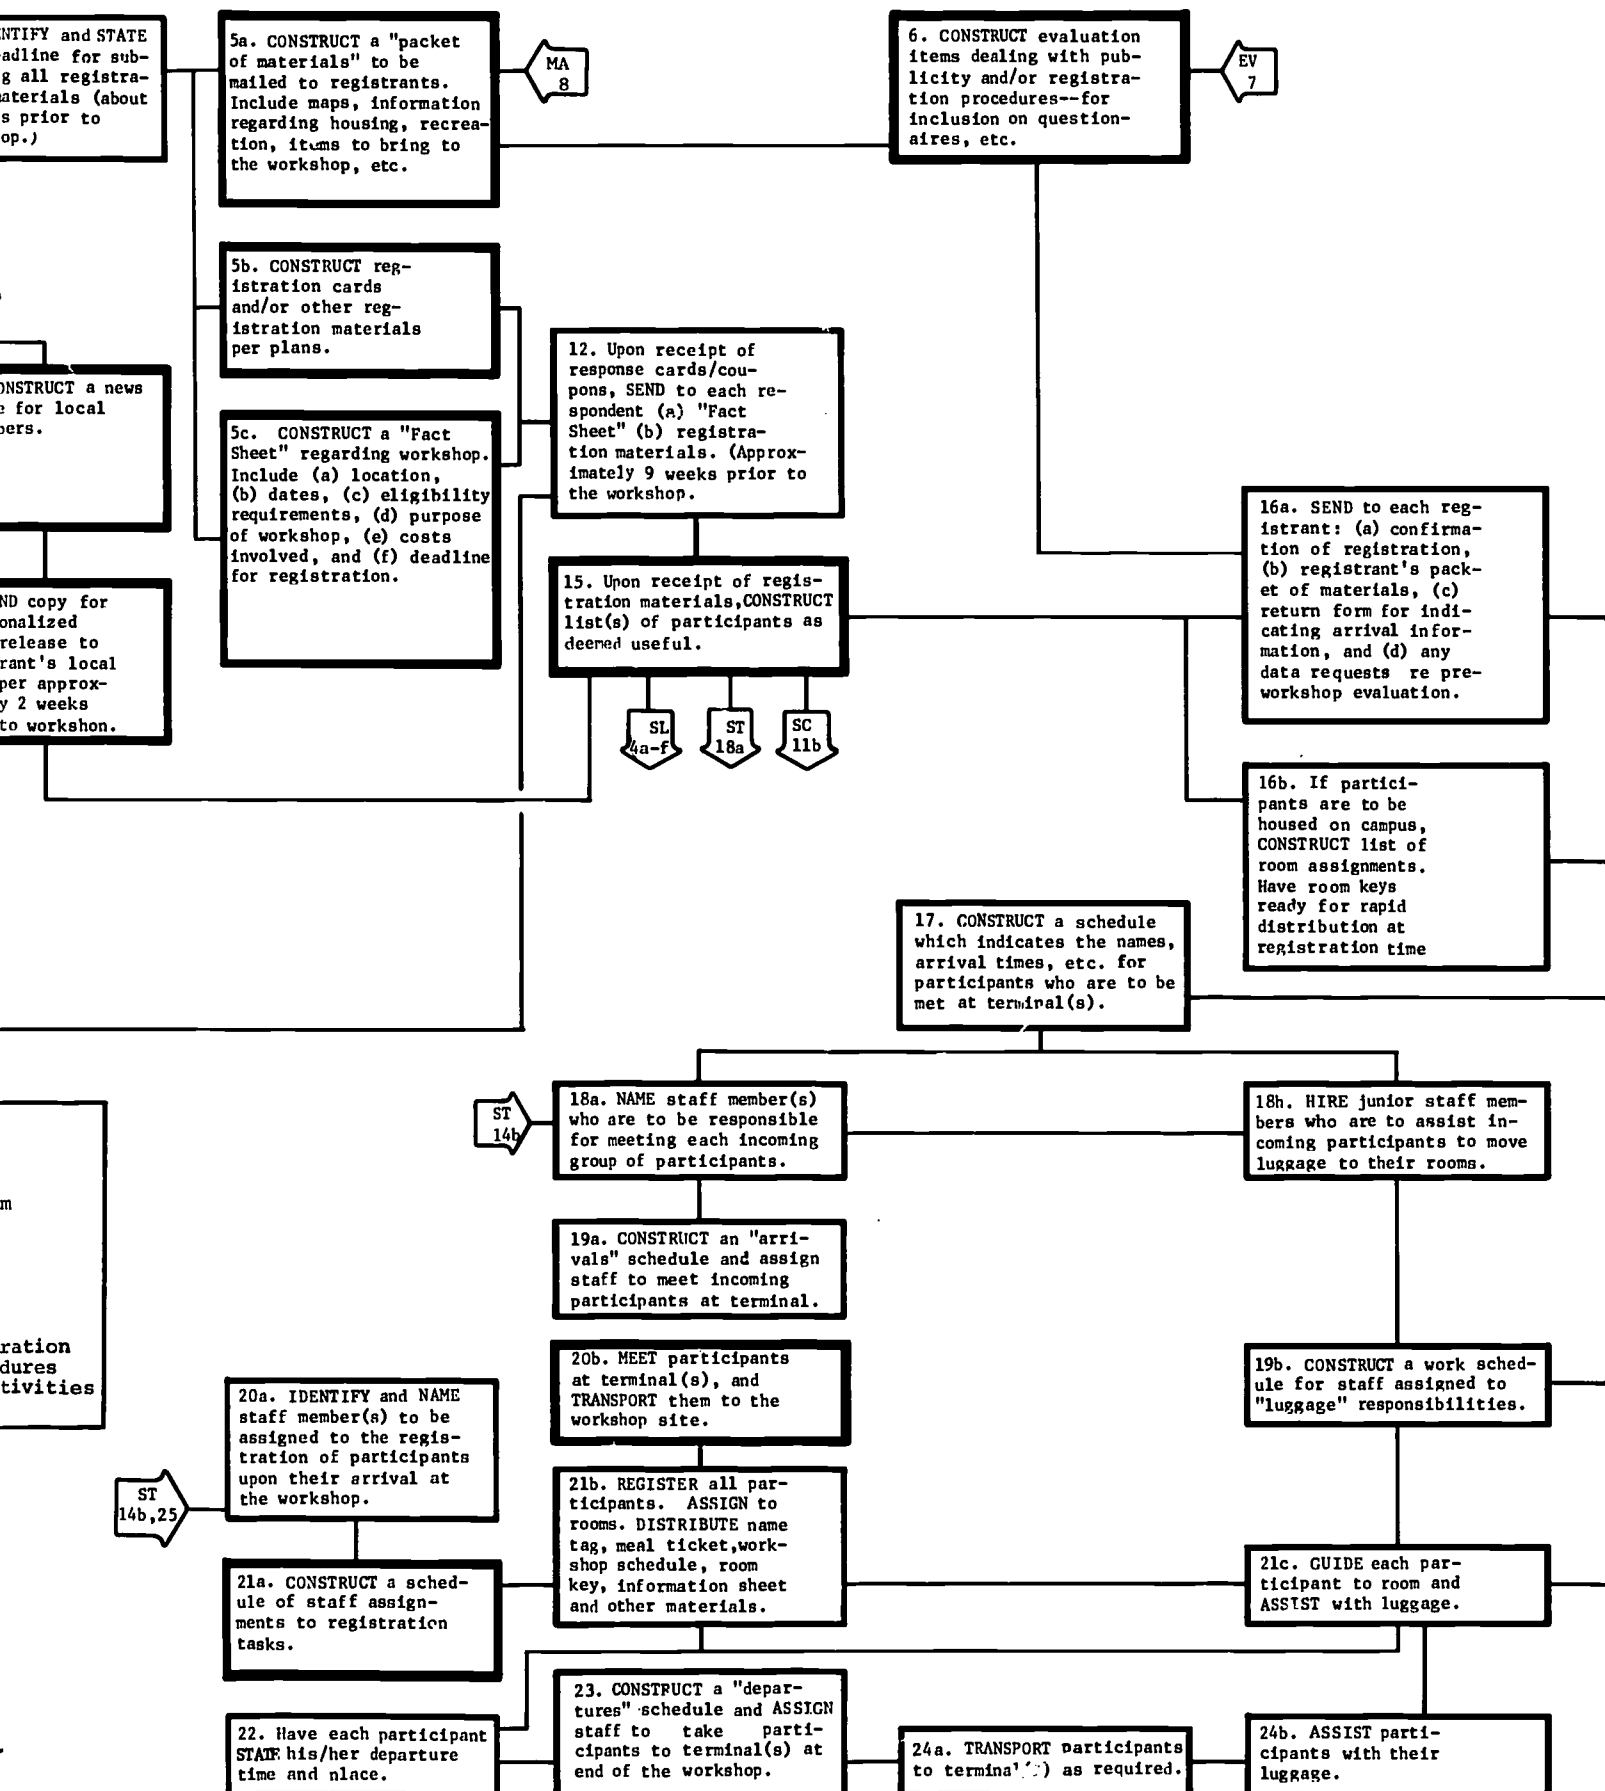 NTIFY and STATE
adline for sub-
g all registra-
aterials (about
s prior to
op.)
5a. CONSTRUCT a "packet
of materials" to be
mailed to registrants.
Include maps, information
regarding housing, recrea-
tion, items to bring to
the workshop, etc.
MA
8
6. CONSTRUCT evaluation
items dealing with pub-
licity and/or registra-
tion procedures--for
inclusion on question-
aires, etc.
EV
7
5b. CONSTRUCT reg-
istration cards
and/or other reg-
istration materials
per plans.
ONSTRUCT a news
e for local
pers.
5c. CONSTRUCT a "Fact
Sheet" regarding workshop.
Include (a) location,
(b) dates, (c) eligibility
requirements, (d) purpose
of workshop, (e) costs
involved, and (f) deadline
for registration.
12. Upon receipt of
response cards/cou-
pons, SEND to each re-
spondent (a) "Fact
Sheet" (b) registra-
tion materials. (Approx-
imately 9 weeks prior to
the workshop.
ND copy for
onalized
release to
rant's local
per approx-
y 2 weeks
to workshon.
15. Upon receipt of regis-
tration materials,CONSTRUCT
list(s) of participants as
deemed useful.
SL
4a-f
ST
18a
SC
11b
16a. SEND to each reg-
istrant: (a) confirma-
tion of registration,
(b) registrant's pack-
et of materials, (c)
return form for indi-
cating arrival infor-
mation, and (d) any
data requests re pre-
workshop evaluation.
16b. If partici-
pants are to be
housed on campus,
CONSTRUCT list of
room assignments.
Have room keys
ready for rapid
distribution at
registration time
17. CONSTRUCT a schedule
which indicates the names,
arrival times, etc. for
participants who are to be
met at terminal(s).
ST
14b
18a. NAME staff member(s)
who are to be responsible
for meeting each incoming
group of participants.
18h. HIRE junior staff mem-
bers who are to assist in-
coming participants to move
luggage to their rooms.
m
ration
dures
tivities
19a. CONSTRUCT an "arri-
vals" schedule and assign
staff to meet incoming
participants at terminal.
20b. MEET participants
at terminal(s), and
TRANSPORT them to the
workshop site.
19b. CONSTRUCT a work sched-
ule for staff assigned to
"luggage" responsibilities.
20a. IDENTIFY and NAME
staff member(s) to be
assigned to the regis-
tration of participants
upon their arrival at
the workshop.
ST
14b,25
21b. REGISTER all par-
ticipants. ASSIGN to
rooms. DISTRIBUTE name
tag, meal ticket,work-
shop schedule, room
key, information sheet
and other materials.
21a. CONSTRUCT a sched-
ule of staff assign-
ments to registration
tasks.
21c. GUIDE each par-
ticipant to room and
ASSIST with luggage.
22. Have each participant
STATE his/her departure
time and nlace.
23. CONSTRUCT a "depar-
tures" schedule and ASSIGN
staff to take parti-
cipants to terminal(s) at
end of the workshop.
24a. TRANSPORT participants
to as required.
24b. ASSIST parti-
cipants with their
luggage.